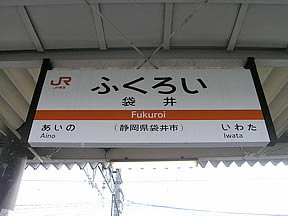 JR
ふくろい
袋井
Fukuroi
あいの (静岡県袋井市) いわた
Aino Iwata